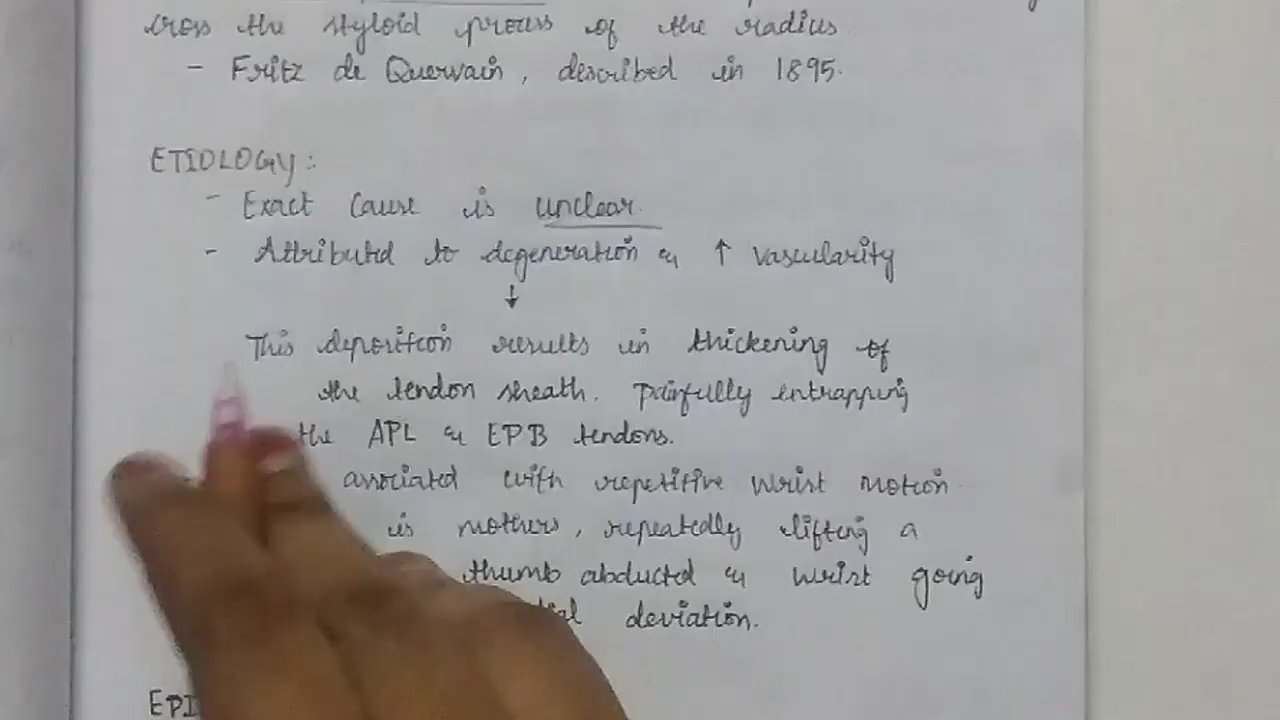 cross the styloid process of the radius
- Fritz de Quervain, described in 1895.
ETIOLOGY:
- Exact cause is unclear.
- Attributed to degeneration & ↑ vascularity
↓
This deposition results in thickening of
the tendon sheath. Painfully entrapping
the APL & EPB tendons.
associated with repetitive wrist motion
is mothers, repeatedly lifting a
thumb abducted & wrist going
deviation.
EPI